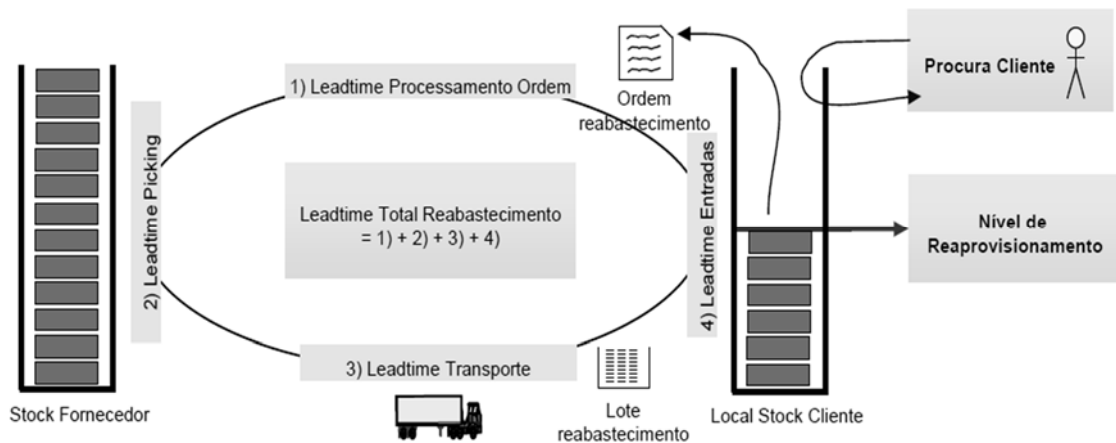 1) Leadtime Processamento Ordem
Ordem
reabastecimento
Procura Cliente
2) Leadtime Picking
Leadtime Total Reabastecimento
= 1) + 2) + 3) + 4)
4) Leadtime Entradas
Nível de
Reaprovisionamento
3) Leadtime Transporte
Stock Fornecedor
Lote
reabastecimento
Local Stock Cliente